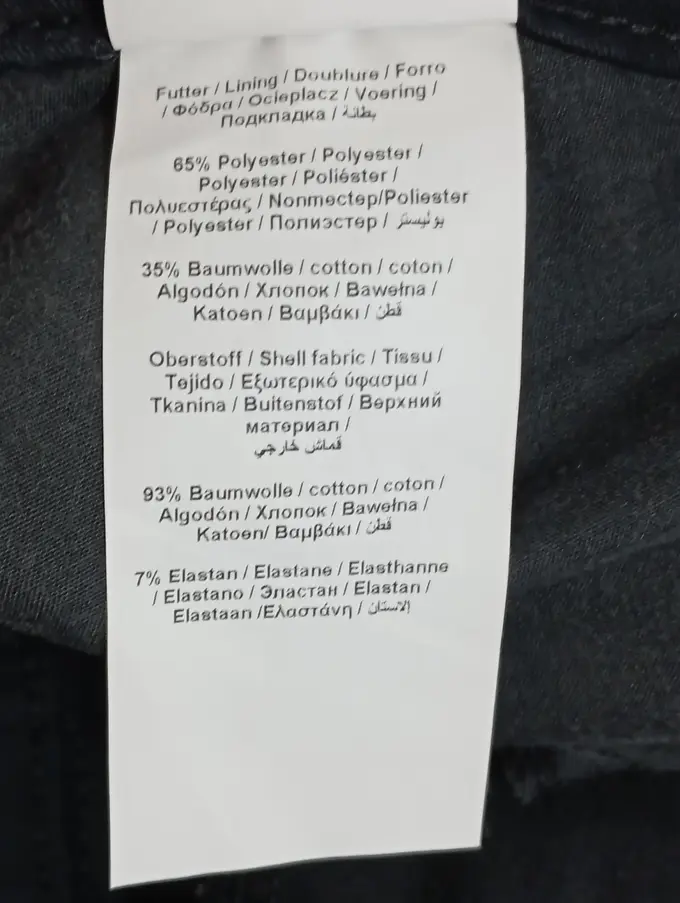 Futter / Lining / Doublure / Forro
/ Φόδρα / Ocieplacz / Voering /
Подкладка / بطانة
65% Polyester / Polyester /
Polyester / Poliéster /
Πολυεστέρας / Nonmecтep/Poliester
/ Polyester / Полиэстер / بوليستر
35% Baumwolle / cotton / coton /
Algodón / Хлопок / Bawełna /
Katoen / Βαμβάκι / قطن
Oberstoff / Shell fabric / Tissu /
Tejido / Εξωτερικό ύφασμα /
Tkanina / Buitenstof / Верхний
материал /
قماش خارجي
93% Baumwolle / cotton / coton /
Algodón / Хлопок / Bawełna /
Katoen/ Βαμβάκι / قطن
7% Elastan / Elastane / Elasthanne
/ Elastano / Эластан / Elastan /
Elastaan /Ελαστάνη / إلاستان